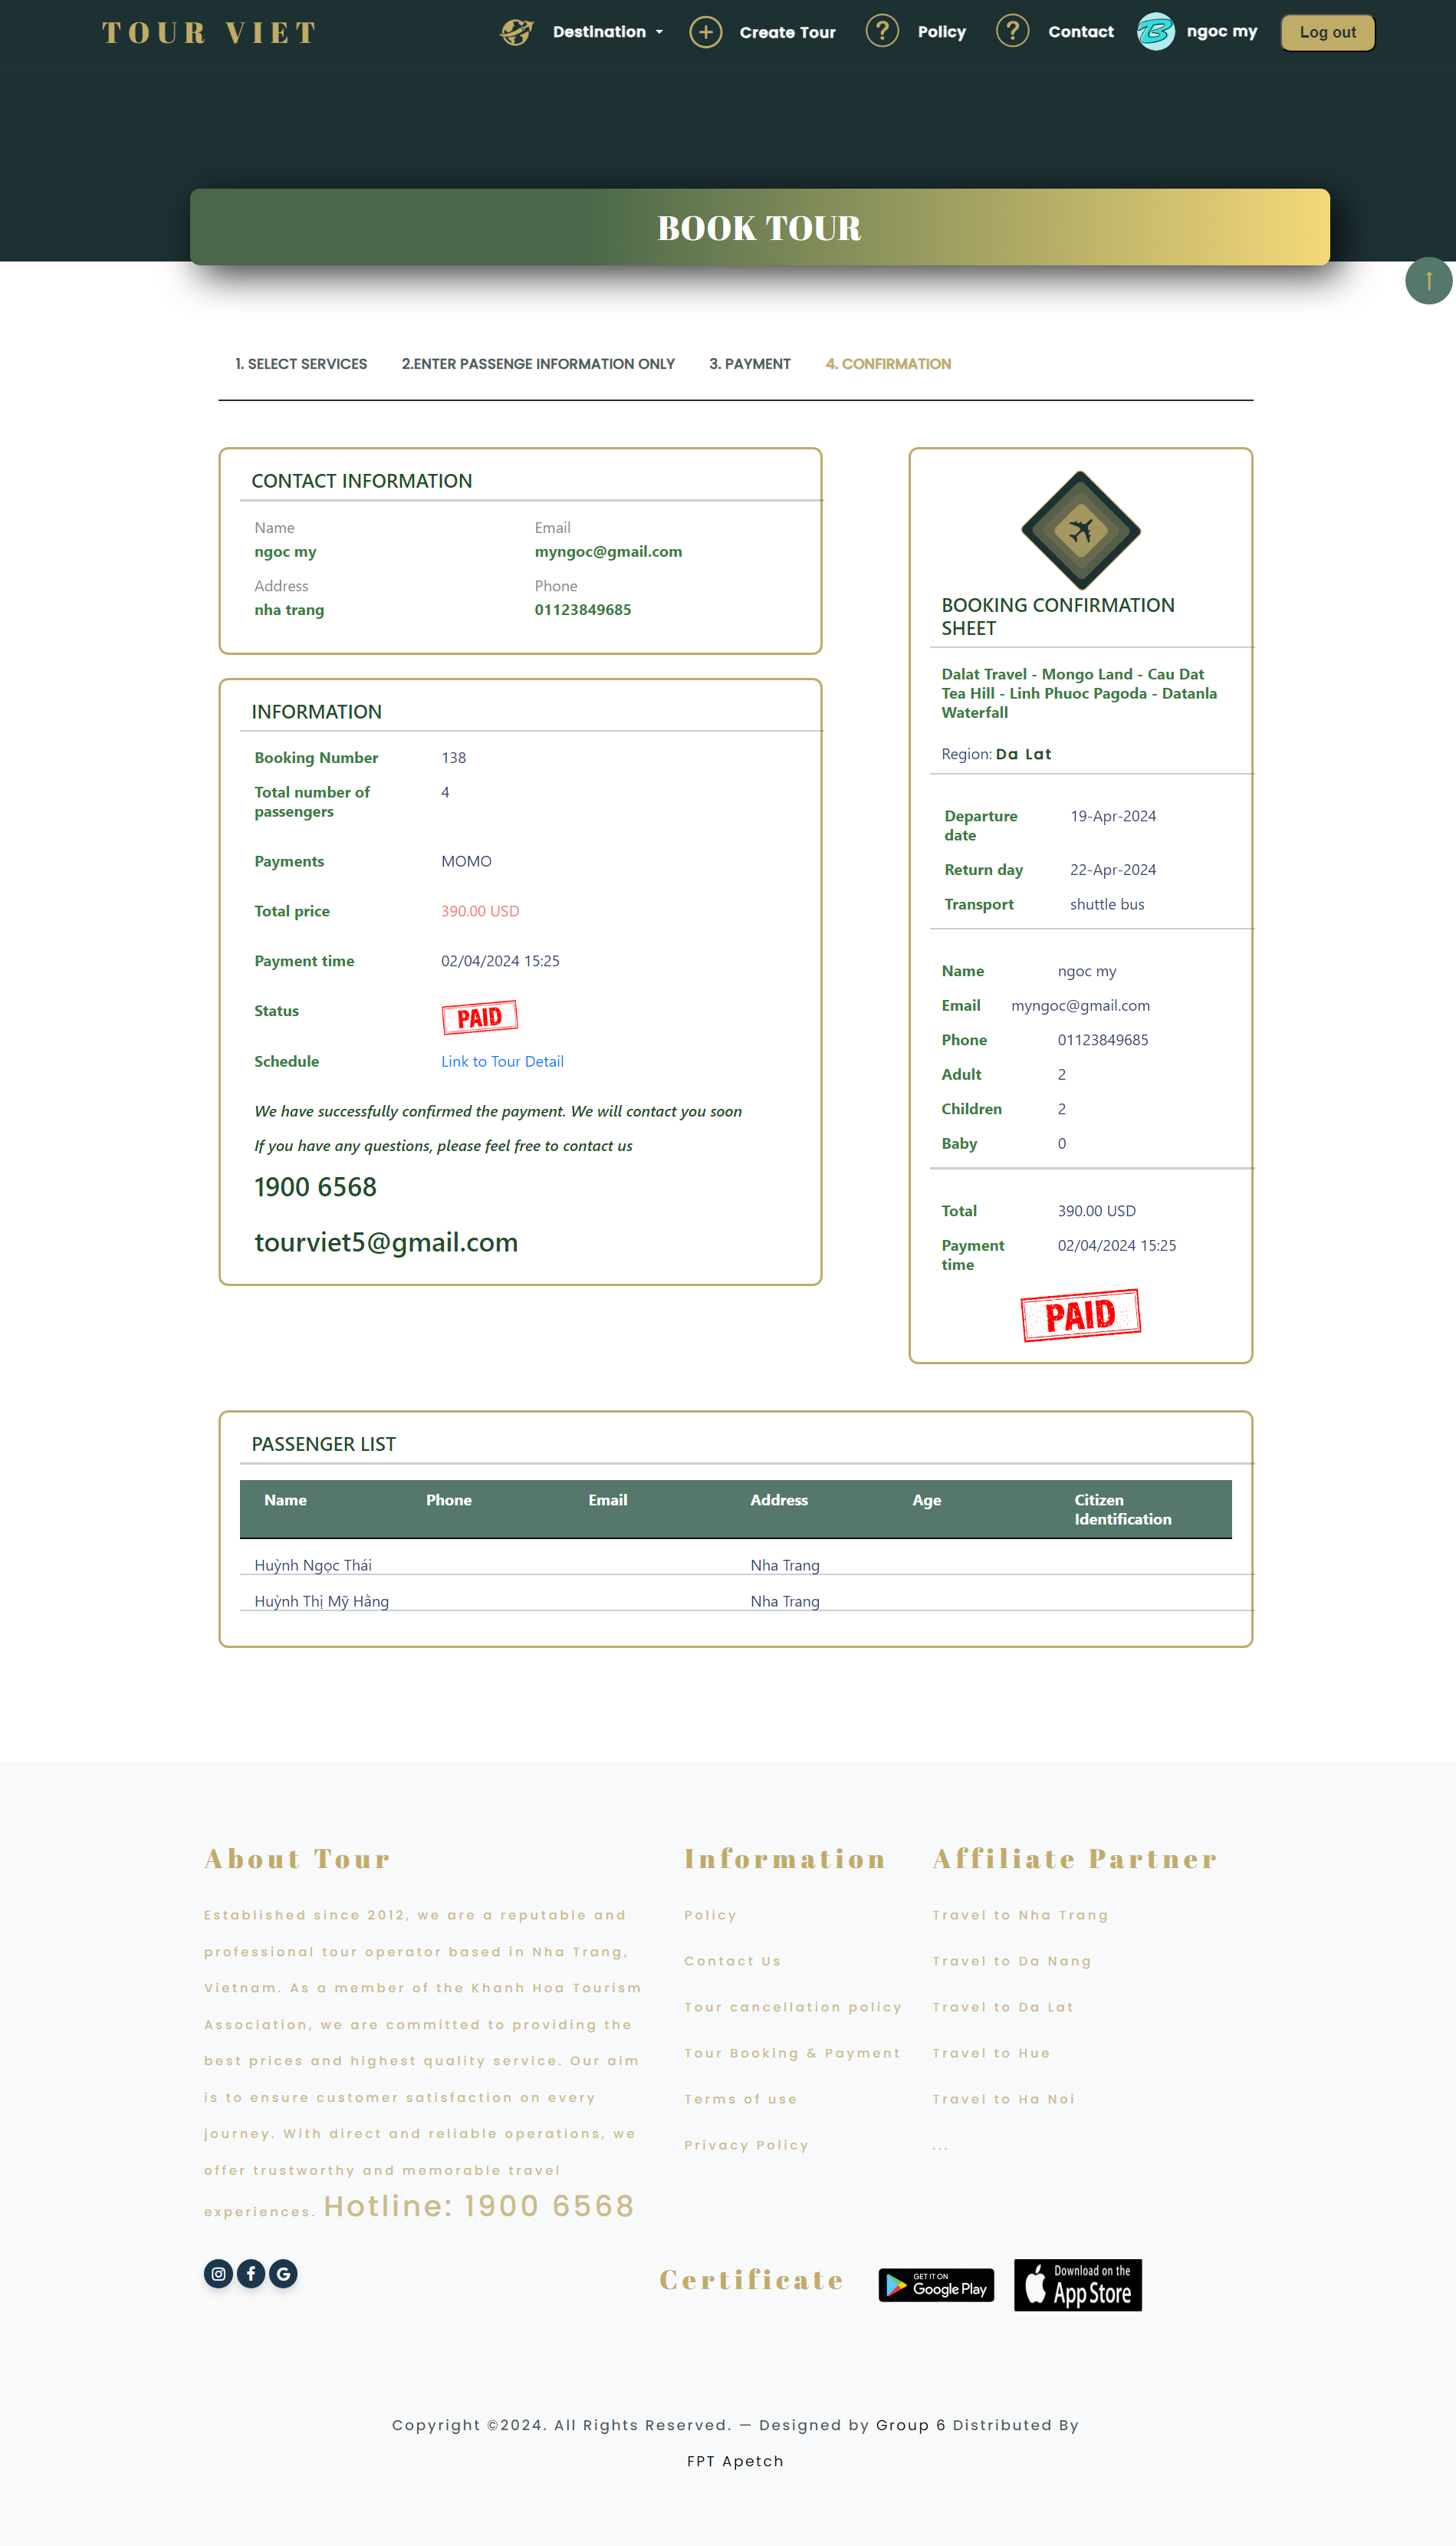 TOUR VIET
Destination
Create Tour
? Policy
? Contact
ngoc my
Log out
BOOK TOUR
1. SELECT SERVICES
2.ENTER PASSENGE INFORMATION ONLY
3. PAYMENT
4. CONFIRMATION
CONTACT INFORMATION
Name
ngoc my
Email
myngoc@gmail.com
Address
nha trang
Phone
01123849685
INFORMATION
Booking Number 138
Total number of
passengers
4
Payments MOMO
Total price 390.00 USD
Payment time 02/04/2024 15:25
Status PAID
Schedule Link to Tour Detail
We have successfully confirmed the payment. We will contact you soon
If you have any questions, please feel free to contact us
1900 6568
tourviet5@gmail.com
BOOKING CONFIRMATION
SHEET
Dalat Travel - Mongo Land - Cau Dat
Tea Hill - Linh Phuoc Pagoda - Datanla
Waterfall
Region: Da Lat
Departure
date
19-Apr-2024
Return day 22-Apr-2024
Transport shuttle bus
Name ngoc my
Email myngoc@gmail.com
Phone 01123849685
Adult 2
Children 2
Baby 0
Total 390.00 USD
Payment
time
02/04/2024 15:25
PAID
PASSENGER LIST
Name Phone Email Address Age Citizen
Identification
Huỳnh Ngọc Thái Nha Trang
Huỳnh Thị Mỹ Hằng Nha Trang
About Tour
Established since 2012, we are a reputable and
professional tour operator based in Nha Trang,
Vietnam. As a member of the Khanh Hoa Tourism
Association, we are committed to providing the
best prices and highest quality service. Our aim
is to ensure customer satisfaction on every
journey. With direct and reliable operations, we
offer trustworthy and memorable travel
experiences. Hotline: 1900 6568
Information
Policy
Contact Us
Tour cancellation policy
Tour Booking & Payment
Terms of use
Privacy Policy
Affiliate Partner
Travel to Nha Trang
Travel to Da Nang
Travel to Da Lat
Travel to Hue
Travel to Ha Noi
...
Certificate
GET IT ON
Google Play
Download on the
App Store
Copyright ©2024. All Rights Reserved. — Designed by Group 6 Distributed By
FPT Apetch